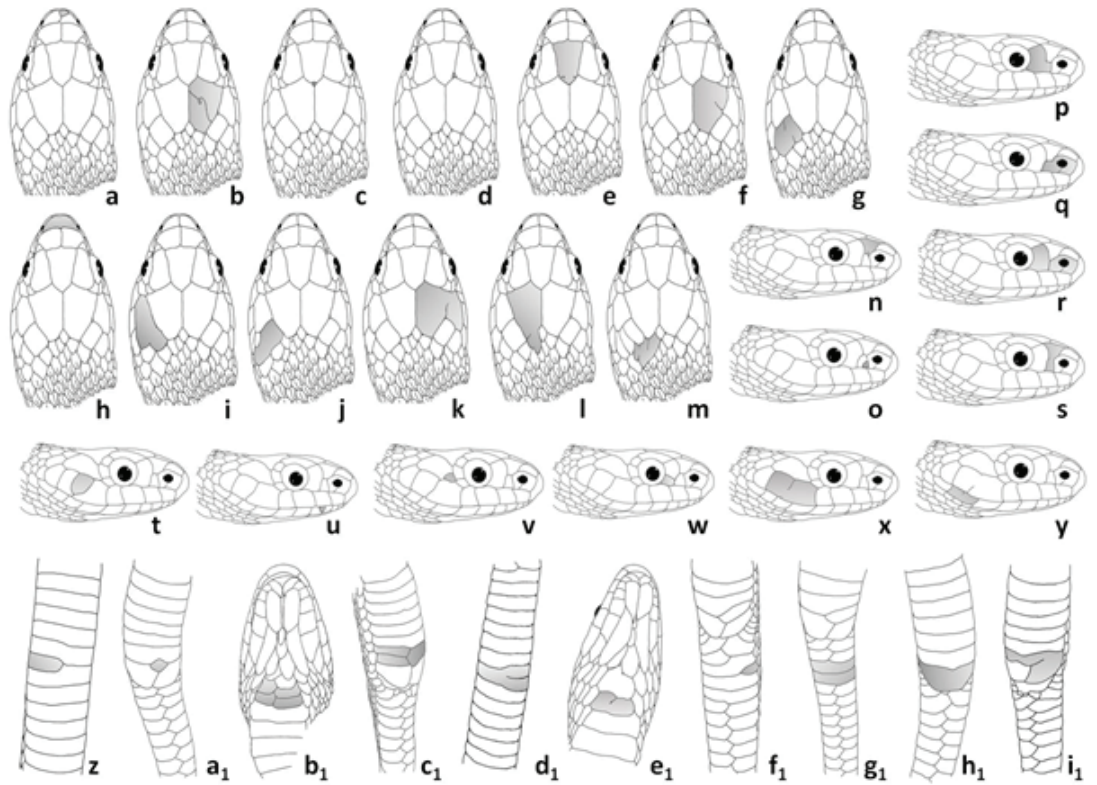 a b c d e f g p
q
h i j k l m n r
o s
t u v w x y
z a₁ b₁ c₁ d₁ e₁ f₁ g₁ h₁ i₁